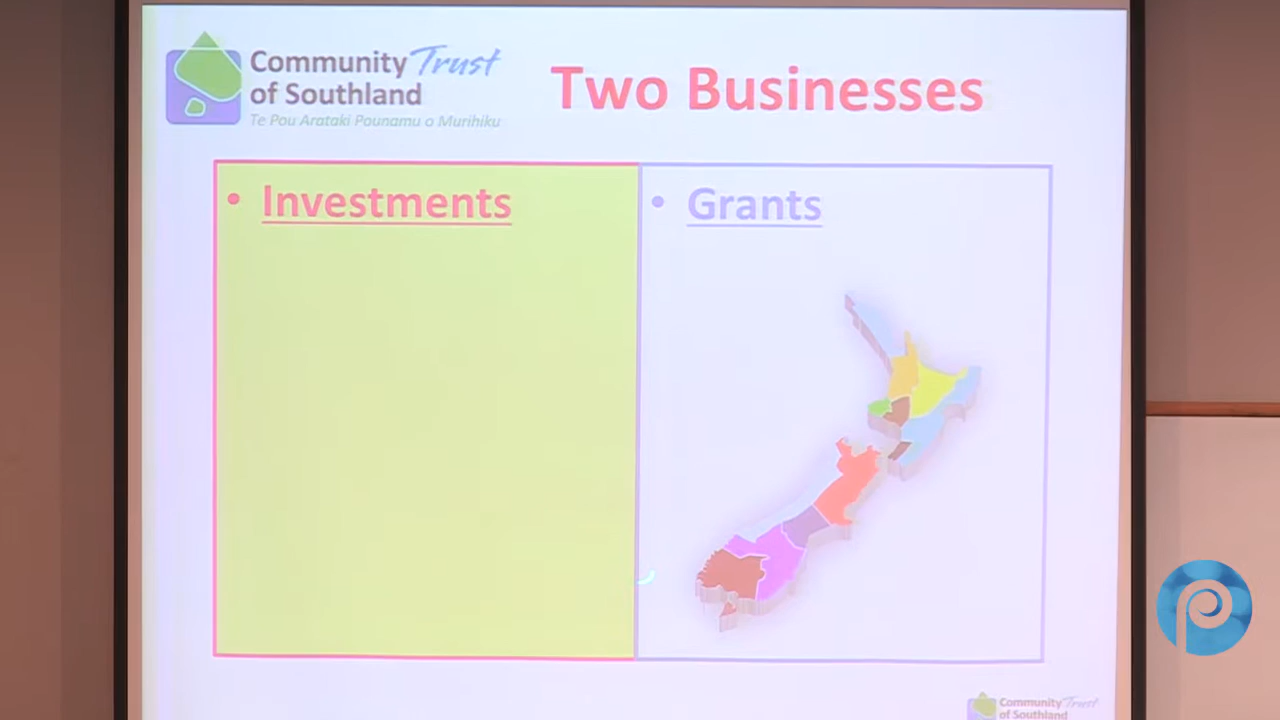 Community Trust
of Southland
Te Pou Arataki Pounamu o Murihiku
Two Businesses
• Investments
• Grants
Community Trust
of Southland